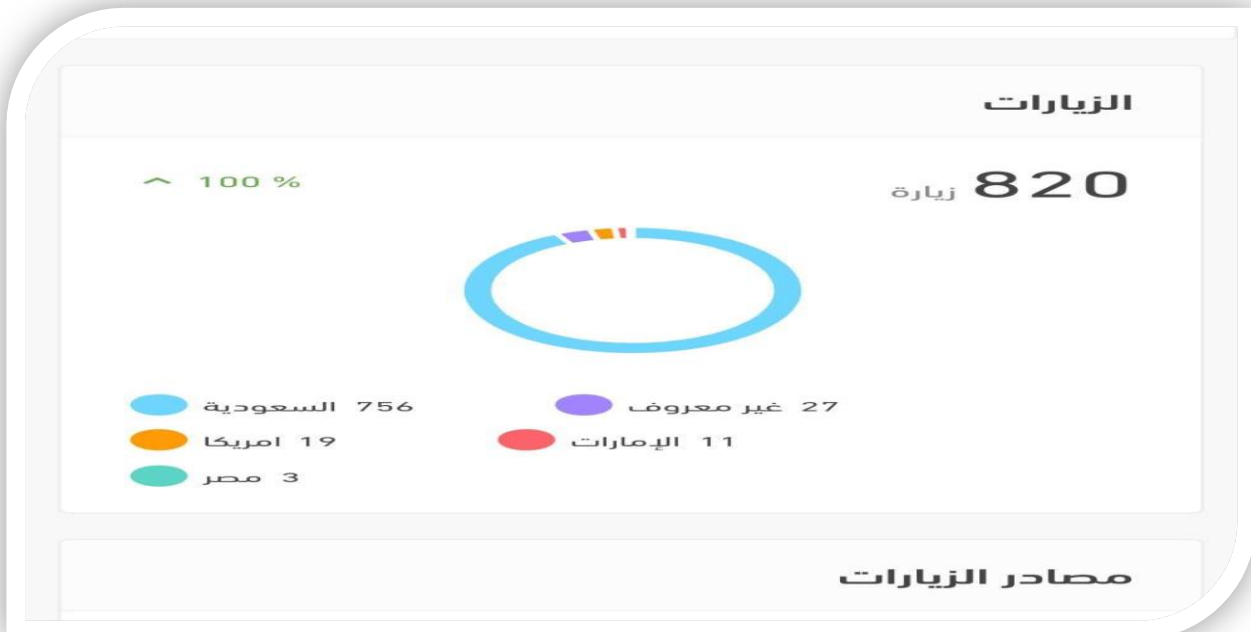 الزيارات
820 زيارة
100 %
756 السعودية
27 غير معروف
19 امريكا
11 الإمارات
3 مصر
مصادر الزيارات